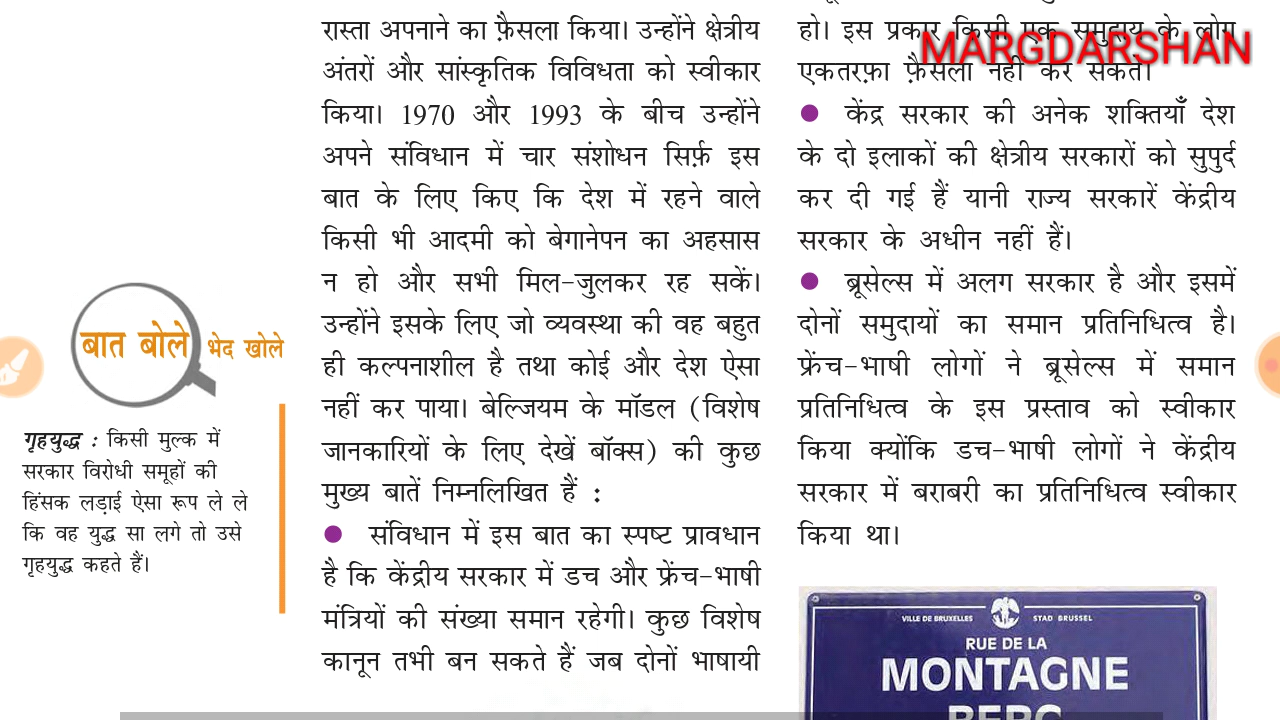 रास्ता अपनाने का फ़ैसला किया। उन्होंने क्षेत्रीय
अंतरों और सांस्कृतिक विविधता को स्वीकार
किया। 1970 और 1993 के बीच उन्होंने
अपने संविधान में चार संशोधन सिर्फ़ इस
बात के लिए किए कि देश में रहने वाले
किसी भी आदमी को बेगानेपन का अहसास
न हो और सभी मिल-जुलकर रह सकें।
उन्होंने इसके लिए जो व्यवस्था की वह बहुत
ही कल्पनाशील है तथा कोई और देश ऐसा
नहीं कर पाया। बेल्जियम के मॉडल (विशेष
जानकारियों के लिए देखें बॉक्स) की कुछ
मुख्य बातें निम्नलिखित हैं :
● संविधान में इस बात का स्पष्ट प्रावधान
है कि केंद्रीय सरकार में डच और फ्रेंच-भाषी
मंत्रियों की संख्या समान रहेगी। कुछ विशेष
कानून तभी बन सकते हैं जब दोनों भाषायी
हो। इस प्रकार किसी एक समुदाय के लोग
एकतरफ़ा फ़ैसला नहीं कर सकते।
MARGDARSHAN
● केंद्र सरकार की अनेक शक्तियाँ देश
के दो इलाकों की क्षेत्रीय सरकारों को सुपुर्द
कर दी गई हैं यानी राज्य सरकारें केंद्रीय
सरकार के अधीन नहीं हैं।
● ब्रूसेल्स में अलग सरकार है और इसमें
दोनों समुदायों का समान प्रतिनिधित्व है।
फ्रेंच-भाषी लोगों ने ब्रूसेल्स में समान
प्रतिनिधित्व के इस प्रस्ताव को स्वीकार
किया क्योंकि डच-भाषी लोगों ने केंद्रीय
सरकार में बराबरी का प्रतिनिधित्व स्वीकार
किया था।
बात बोले भेद खोले
गृहयुद्ध : किसी मुल्क में
सरकार विरोधी समूहों की
हिंसक लड़ाई ऐसा रूप ले ले
कि वह युद्ध सा लगे तो उसे
गृहयुद्ध कहते हैं।
VILLE DE BRUXELLES STAD BRUSSEL
RUE DE LA
MONTAGNE
BERG